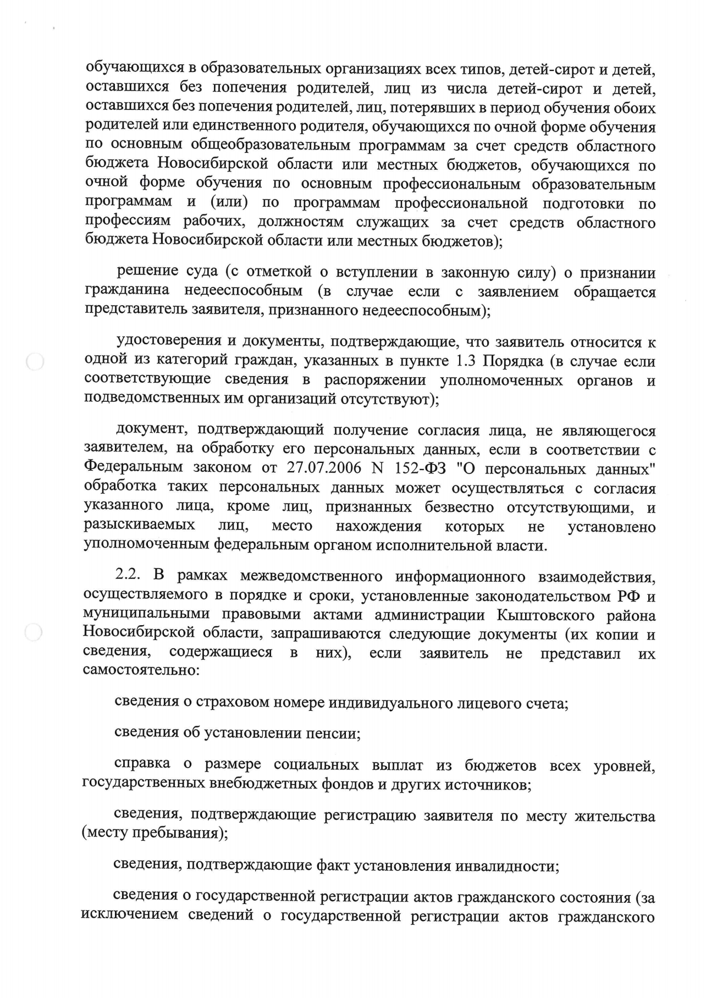 обучающихся в образовательных организациях всех типов, детей-сирот и детей,
оставшихся без попечения родителей, лиц из числа детей-сирот и детей,
оставшихся без попечения родителей, лиц, потерявших в период обучения обоих
родителей или единственного родителя, обучающихся по очной форме обучения
по основным общеобразовательным программам за счет средств областного
бюджета Новосибирской области или местных бюджетов, обучающихся по
очной форме обучения по основным профессиональным образовательным
программам и (или) по программам профессиональной подготовки по
профессиям рабочих, должностям служащих за счет средств областного
бюджета Новосибирской области или местных бюджетов);
решение суда (с отметкой о вступлении в законную силу) о признании
гражданина недееспособным (в случае если с заявлением обращается
представитель заявителя, признанного недееспособным);
удостоверения и документы, подтверждающие, что заявитель относится к
одной из категорий граждан, указанных в пункте 1.3 Порядка (в случае если
соответствующие сведения в распоряжении уполномоченных органов и
подведомственных им организаций отсутствуют);
документ, подтверждающий получение согласия лица, не являющегося
заявителем, на обработку его персональных данных, если в соответствии с
Федеральным законом от 27.07.2006 N 152-ФЗ "О персональных данных"
обработка таких персональных данных может осуществляться с согласия
указанного лица, кроме лиц, признанных безвестно отсутствующими, и
разыскиваемых лиц, место нахождения которых не установлено
уполномоченным федеральным органом исполнительной власти.
2.2. В рамках межведомственного информационного взаимодействия,
осуществляемого в порядке и сроки, установленные законодательством РФ и
муниципальными правовыми актами администрации Кыштовского района
Новосибирской области, запрашиваются следующие документы (их копии и
сведения, содержащиеся в них), если заявитель не представил их
самостоятельно:
сведения о страховом номере индивидуального лицевого счета;
сведения об установлении пенсии;
справка о размере социальных выплат из бюджетов всех уровней,
государственных внебюджетных фондов и других источников;
сведения, подтверждающие регистрацию заявителя по месту жительства
(месту пребывания);
сведения, подтверждающие факт установления инвалидности;
сведения о государственной регистрации актов гражданского состояния (за
исключением сведений о государственной регистрации актов гражданского